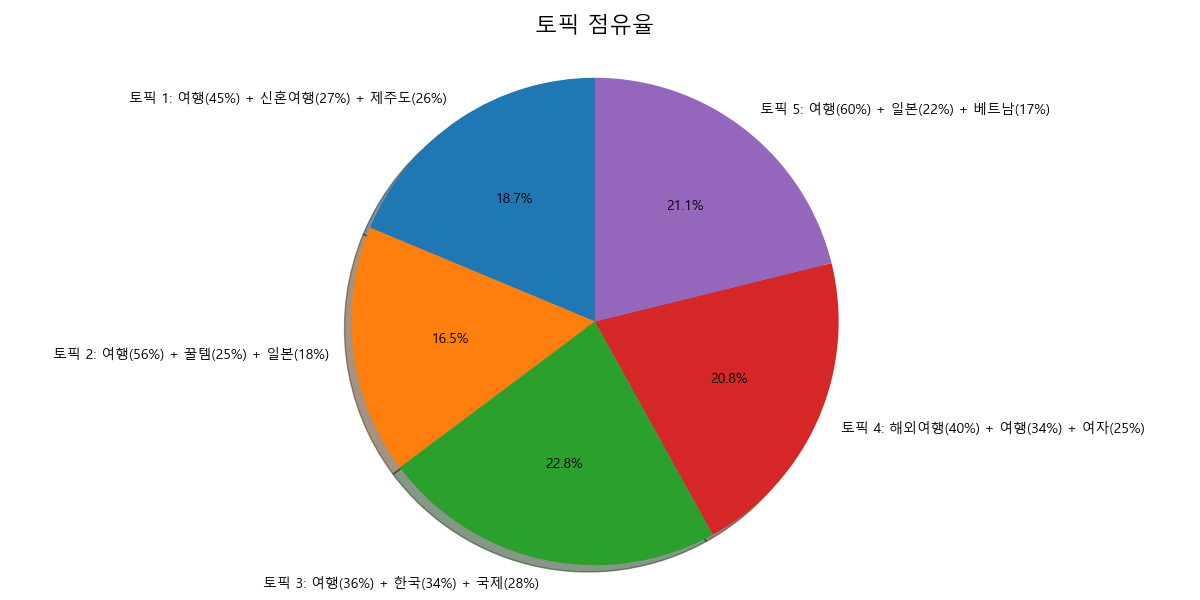 토픽 점유율
토픽 1: 여행(45%) + 신혼여행(27%) + 제주도(26%)
토픽 5: 여행(60%) + 일본(22%) + 베트남(17%)
18.7%
21.1%
16.5%
토픽 2: 여행(56%) + 꿀템(25%) + 일본(18%)
20.8%
토픽 4: 해외여행(40%) + 여행(34%) + 여자(25%)
22.8%
토픽 3: 여행(36%) + 한국(34%) + 국제(28%)